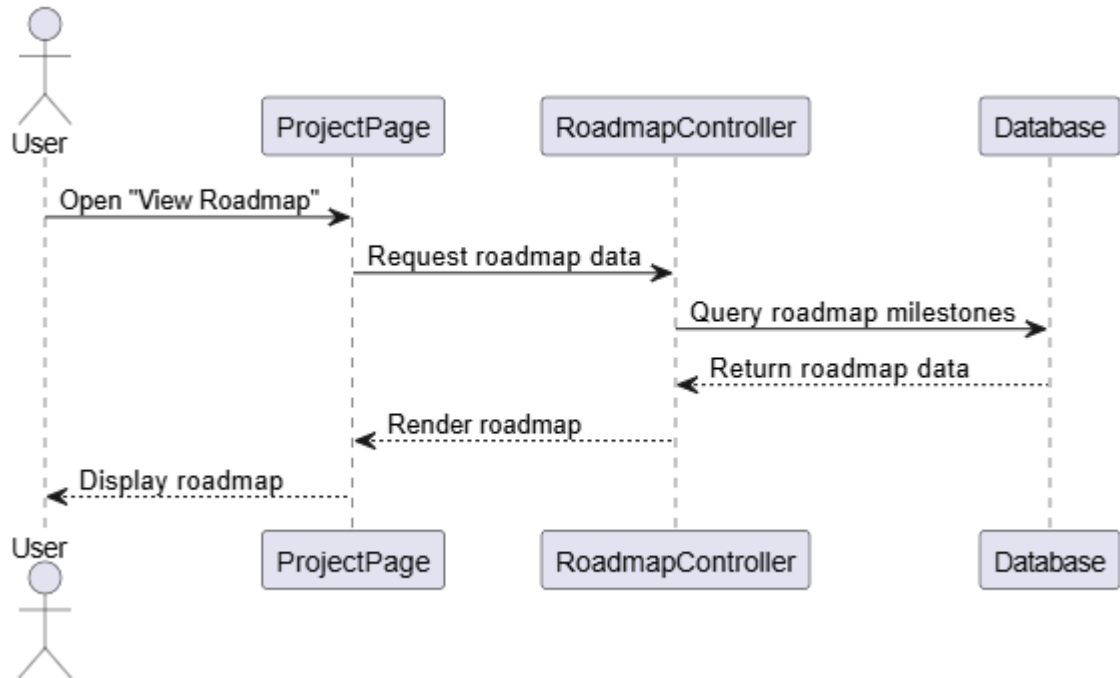 User
ProjectPage
RoadmapController
Database
Open "View Roadmap"
Request roadmap data
Query roadmap milestones
Return roadmap data
Render roadmap
Display roadmap
User
ProjectPage
RoadmapController
Database